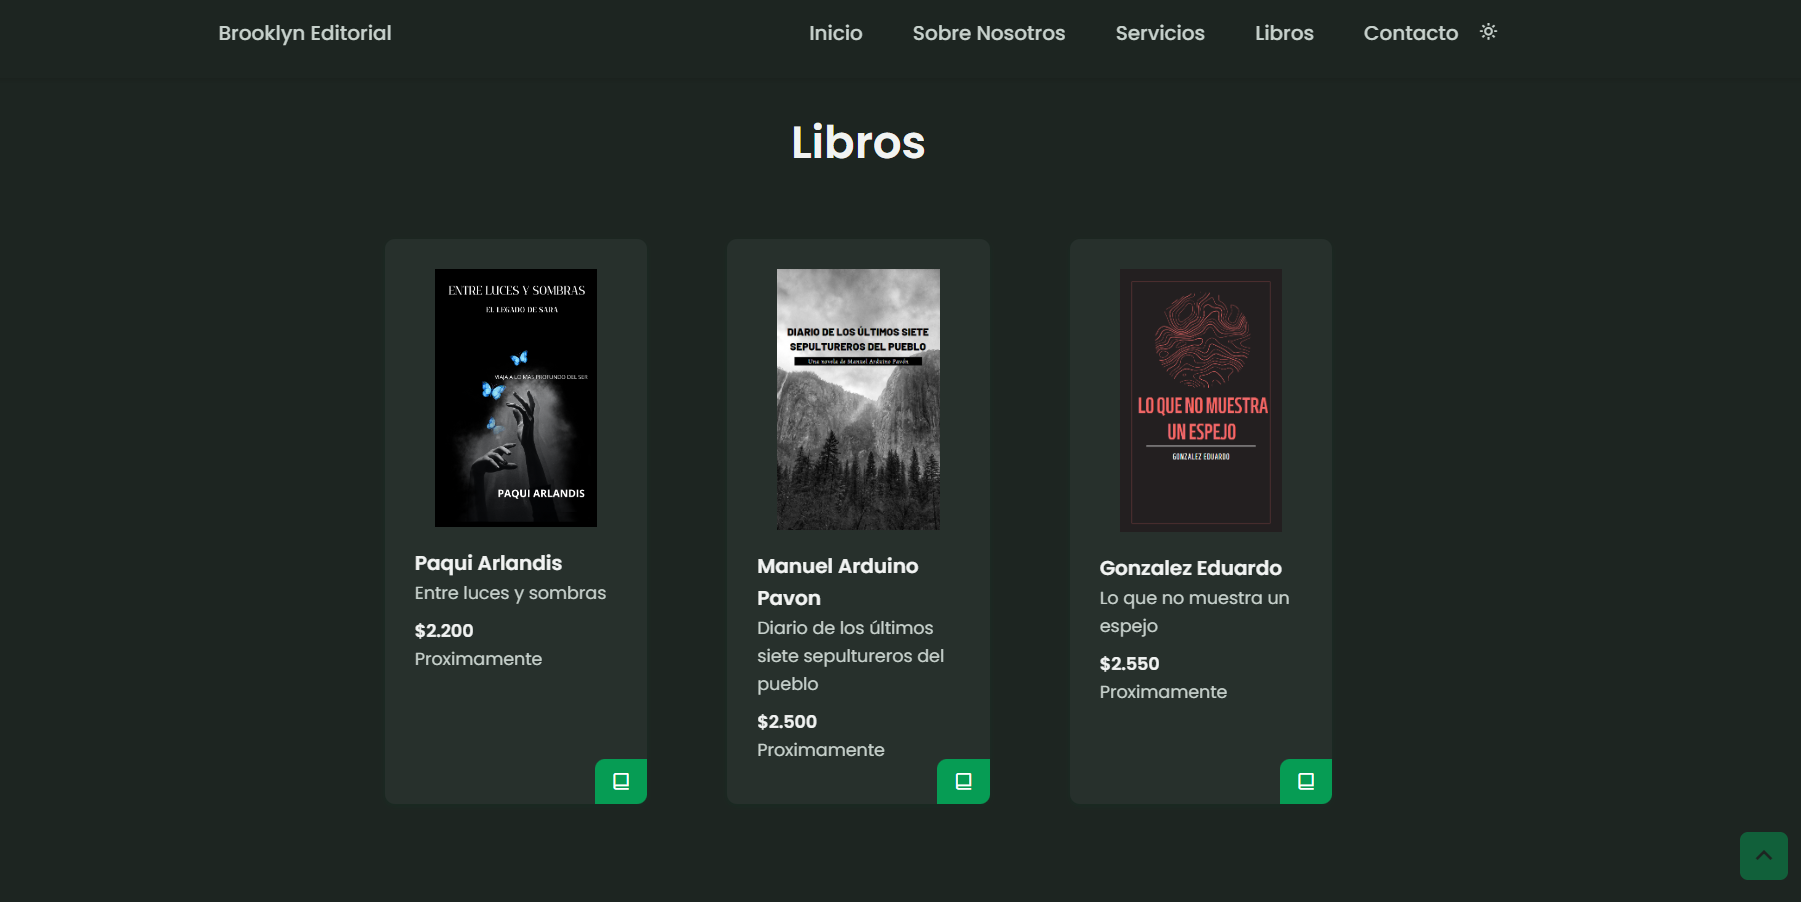 Brooklyn Editorial
Inicio
Sobre Nosotros
Servicios
Libros
Contacto
Libros
ENTRE LUCES Y SOMBRAS
EL LEGADO DE SARA
VIAJA A LO MÁS PROFUNDO DEL SER
PAQUI ARLANDIS
Paqui Arlandis
Entre luces y sombras
$2.200
Proximamente
DIARIO DE LOS ÚLTIMOS SIETE
SEPULTUREROS DEL PUEBLO
Una novela de Manuel Arduino Pavón
Manuel Arduino
Pavon
Diario de los últimos
siete sepultureros del
pueblo
$2.500
Proximamente
LO QUE NO MUESTRA
UN ESPEJO
GONZALEZ EDUARDO
Gonzalez Eduardo
Lo que no muestra un
espejo
$2.550
Proximamente